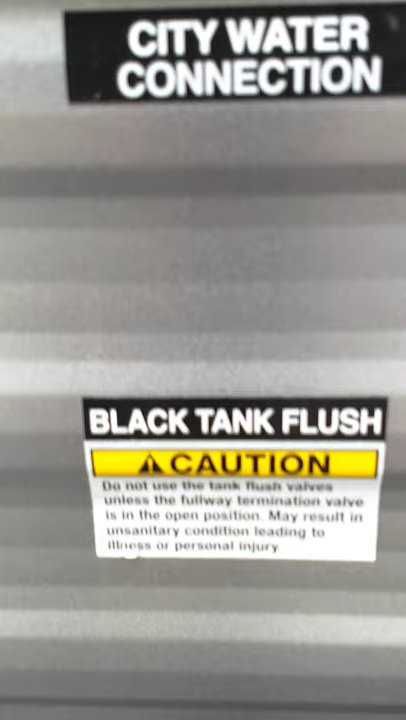 CITY WATER
CONNECTION
BLACK TANK FLUSH
CAUTION
Do not use the tank flush valves
unless the fullway termination valve
is in the open position. May result in
unsanitary condition leading to
illness or personal injury